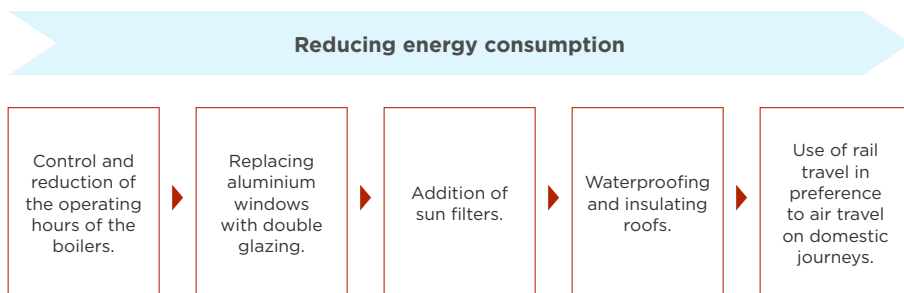 Reducing energy consumption
Control and
reduction of
the operating
hours of the
boilers.
Replacing
aluminium
windows
with double
glazing.
Addition of
sun filters.
Waterproofing
and insulating
roofs.
Use of rail
travel in
preference
to air travel
on domestic
journeys.